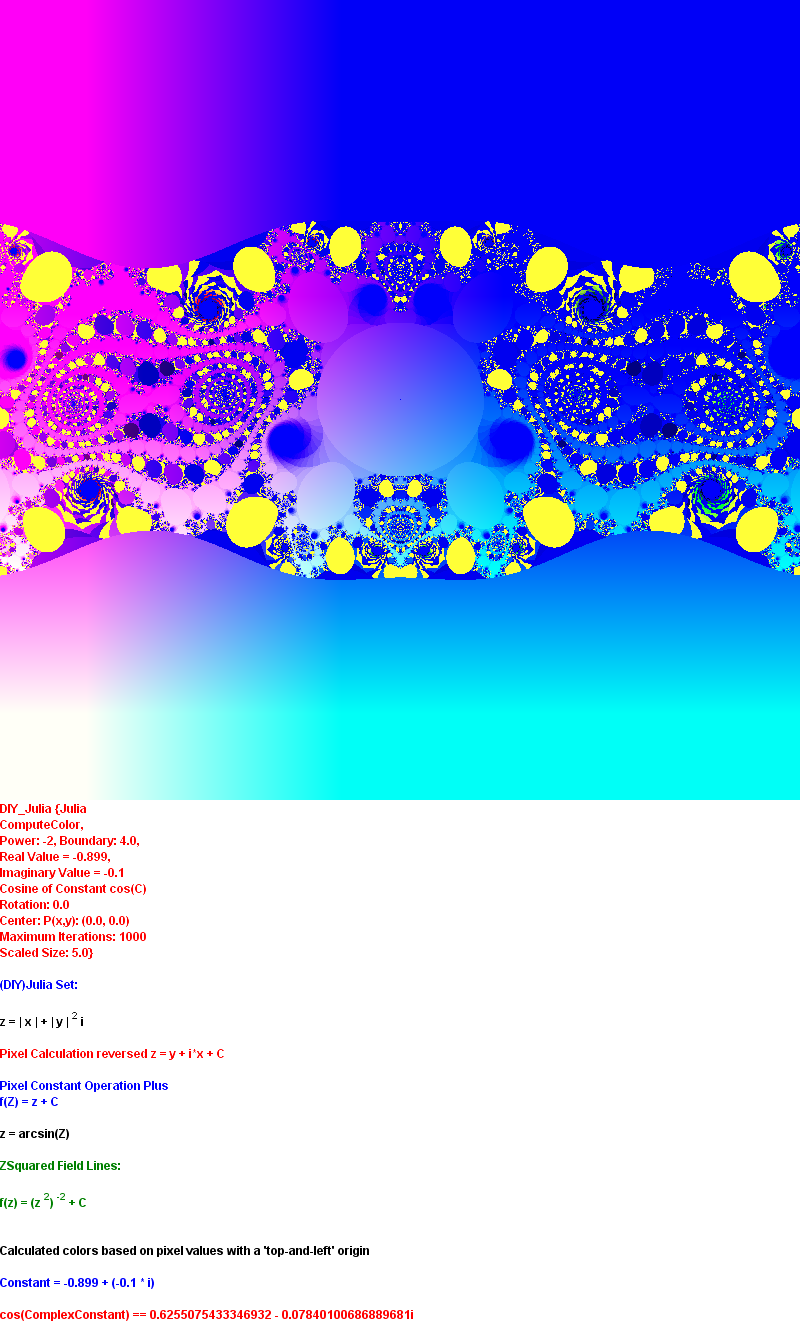 DIY_Julia {Julia
ComputeColor,
Power: -2, Boundary: 4.0,
Real Value = -0.899,
Imaginary Value = -0.1
Cosine of Constant cos(C)
Rotation: 0.0
Center: P(x,y): (0.0, 0.0)
Maximum Iterations: 1000
Scaled Size: 5.0}
(DIY)Julia Set:
z = | x | + | y | ² i
Pixel Calculation reversed z = y + i*x + C
Pixel Constant Operation Plus
f(Z) = z + C
z = arcsin(Z)
ZSquared Field Lines:
f(z) = (z ²) ⁻² + C
Calculated colors based on pixel values with a 'top-and-left' origin
Constant = -0.899 + (-0.1 * i)
cos(ComplexConstant) == 0.6255075433346932 - 0.07840100686889681i